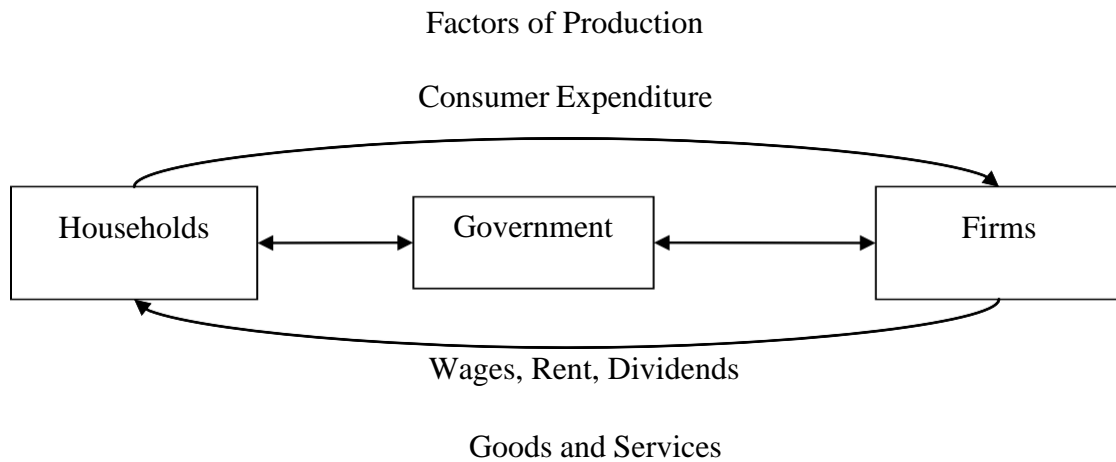 Factors of Production
Consumer Expenditure
Households
Government
Firms
Wages, Rent, Dividends
Goods and Services